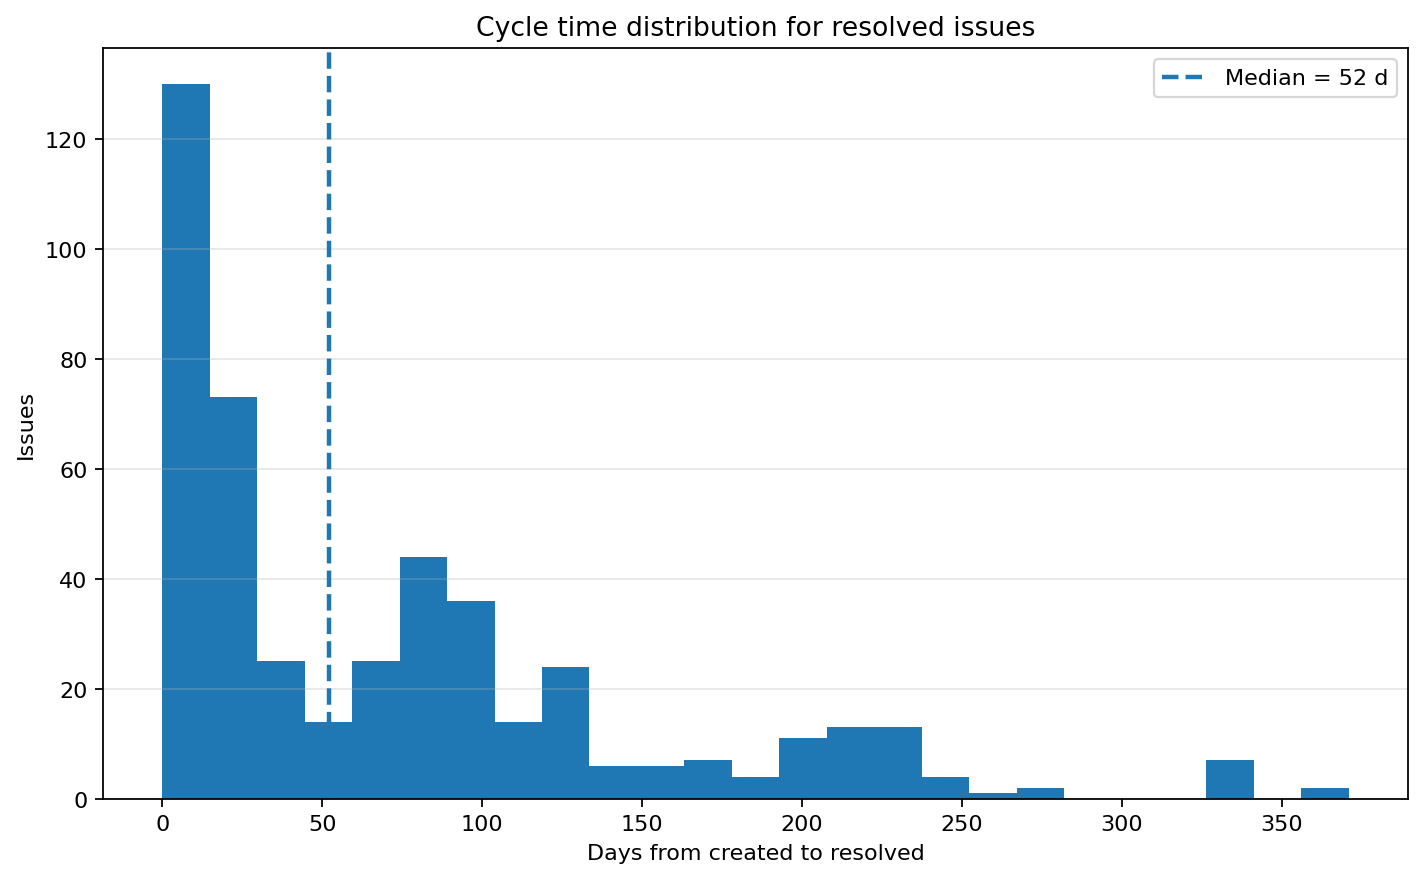 Cycle time distribution for resolved issues
Median = 52 d
Issues
120
100
80
60
40
20
0
0 50 100 150 200 250 300 350
Days from created to resolved